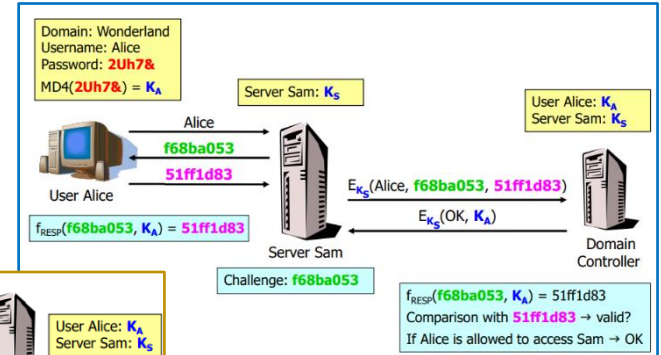 Domain: Wonderland
Username: Alice
Password: 2Uh7&
MD4(2Uh7&) = KA
Server Sam: KS
User Alice: KA
Server Sam: KS
Alice
f68ba053
51ff1d83
User Alice
EKS(Alice, f68ba053, 51ff1d83)
EKS(OK, KA)
fRESP(f68ba053, KA) = 51ff1d83
Server Sam
Domain
Controller
Challenge: f68ba053
fRESP(f68ba053, KA) = 51ff1d83
Comparison with 51ff1d83 → valid?
If Alice is allowed to access Sam → OK
User Alice: KA
Server Sam: KS